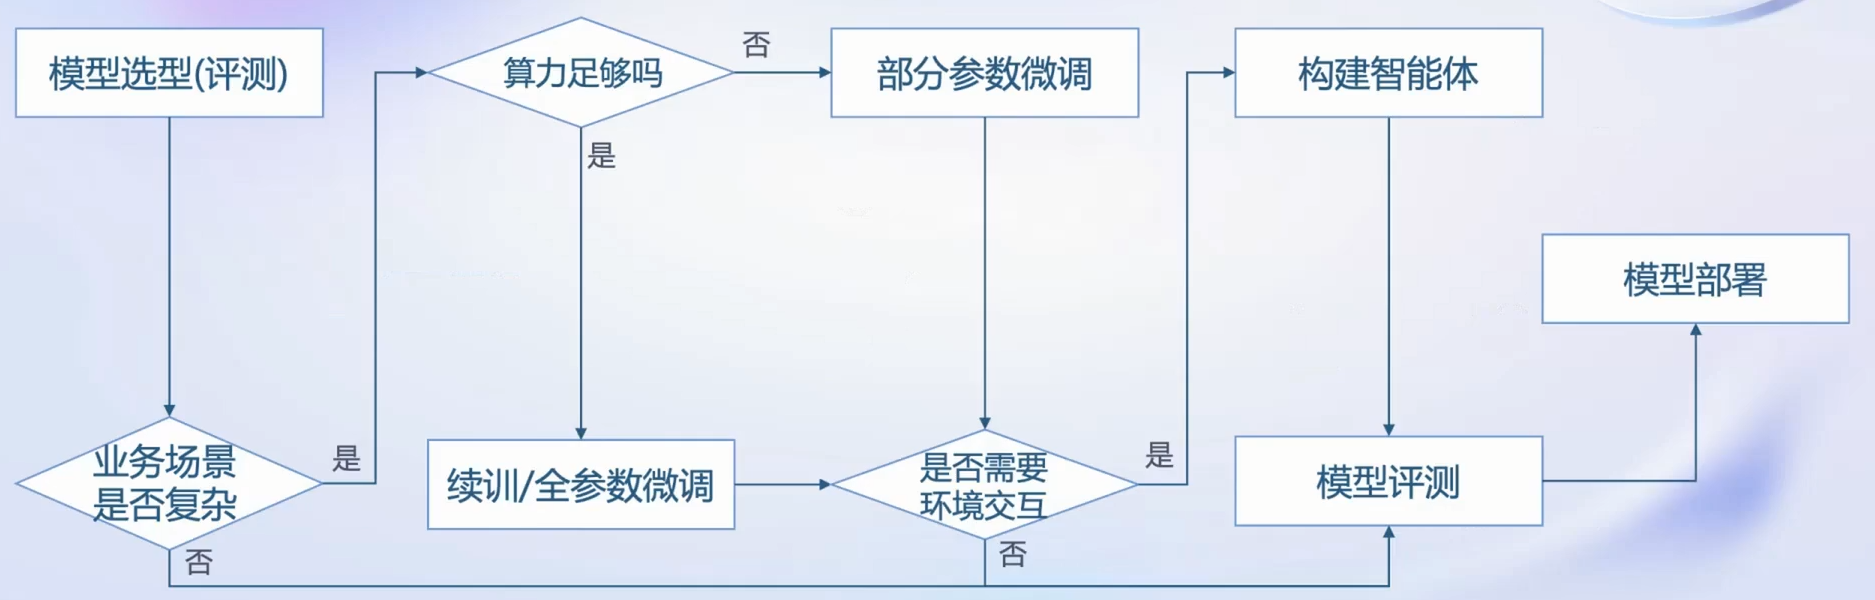 模型选型(评测)
算力足够吗
否
部分参数微调
构建智能体
是
模型部署
业务场景
是否复杂
是
续训/全参数微调
是否需要
环境交互
是
模型评测
否
否